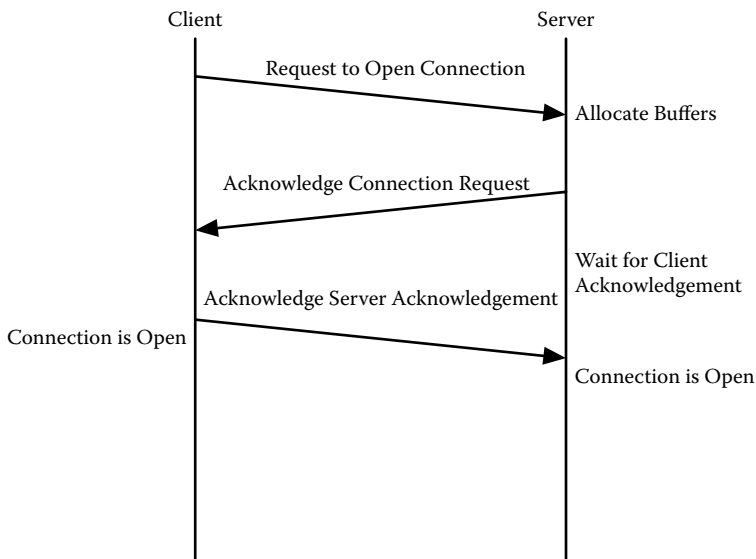 Client
Server
Request to Open Connection
Allocate Buffers
Acknowledge Connection Request
Wait for Client
Acknowledgement
Acknowledge Server Acknowledgement
Connection is Open
Connection is Open